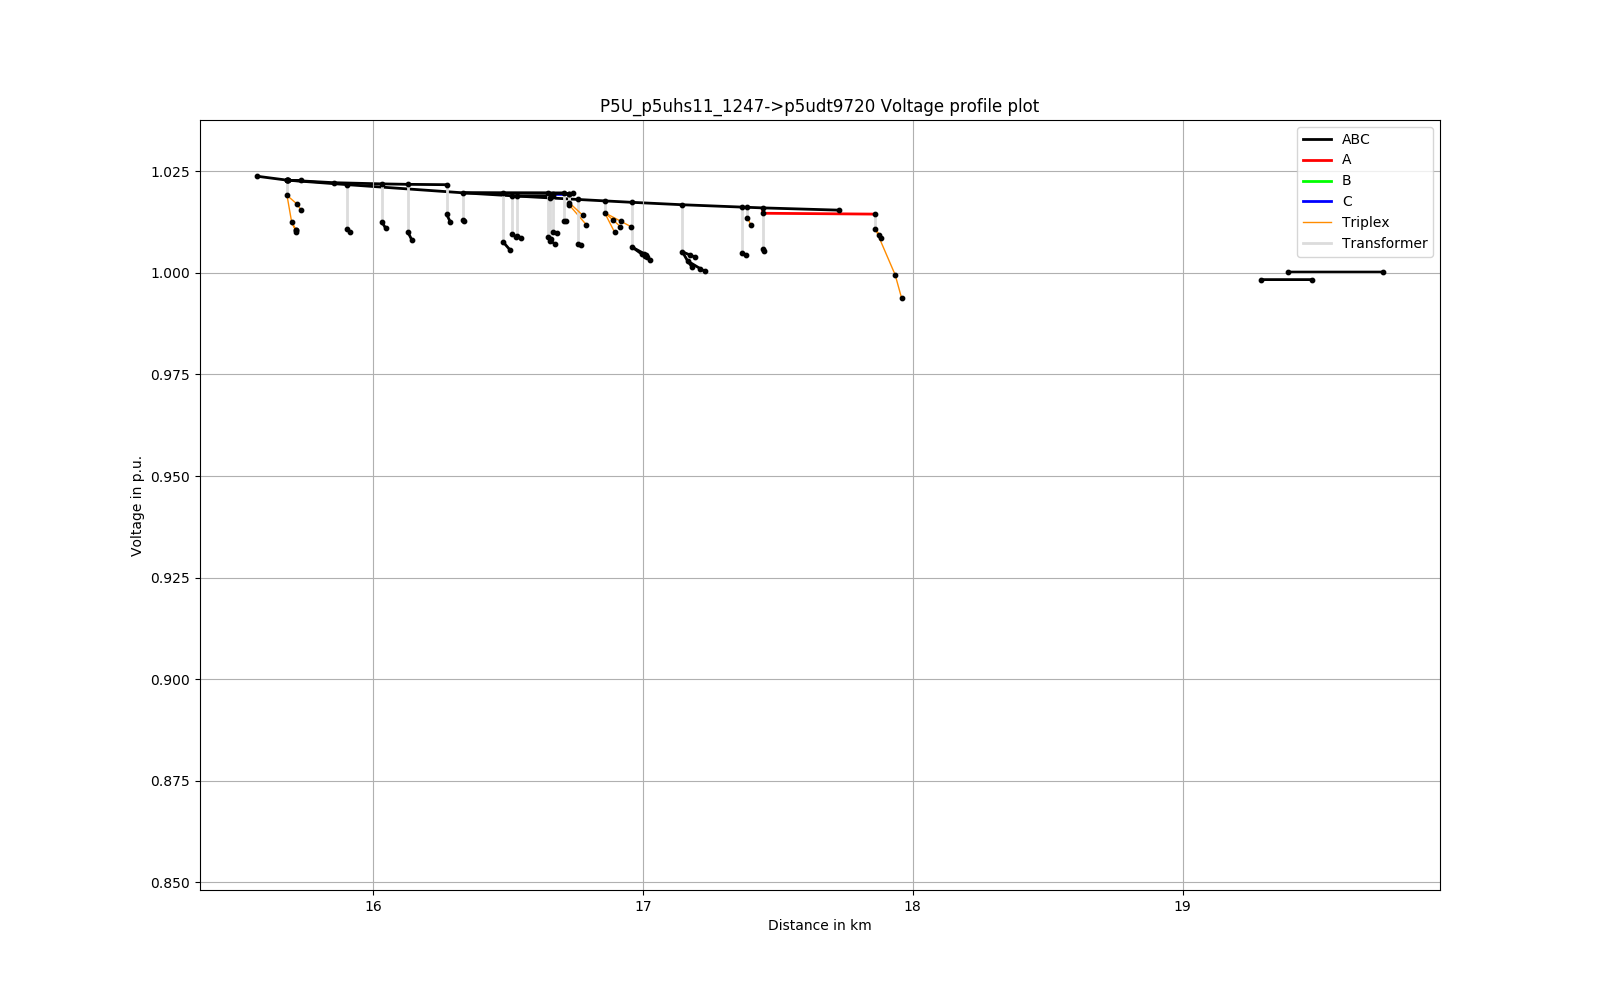 P5U_p5uhs11_1247->p5udt9720 Voltage profile plot
ABC
A
B
C
Triplex
Transformer
1.025
1.000
0.975
0.950
0.925
0.900
0.875
0.850
Voltage in p.u.
16 17 18 19
Distance in km